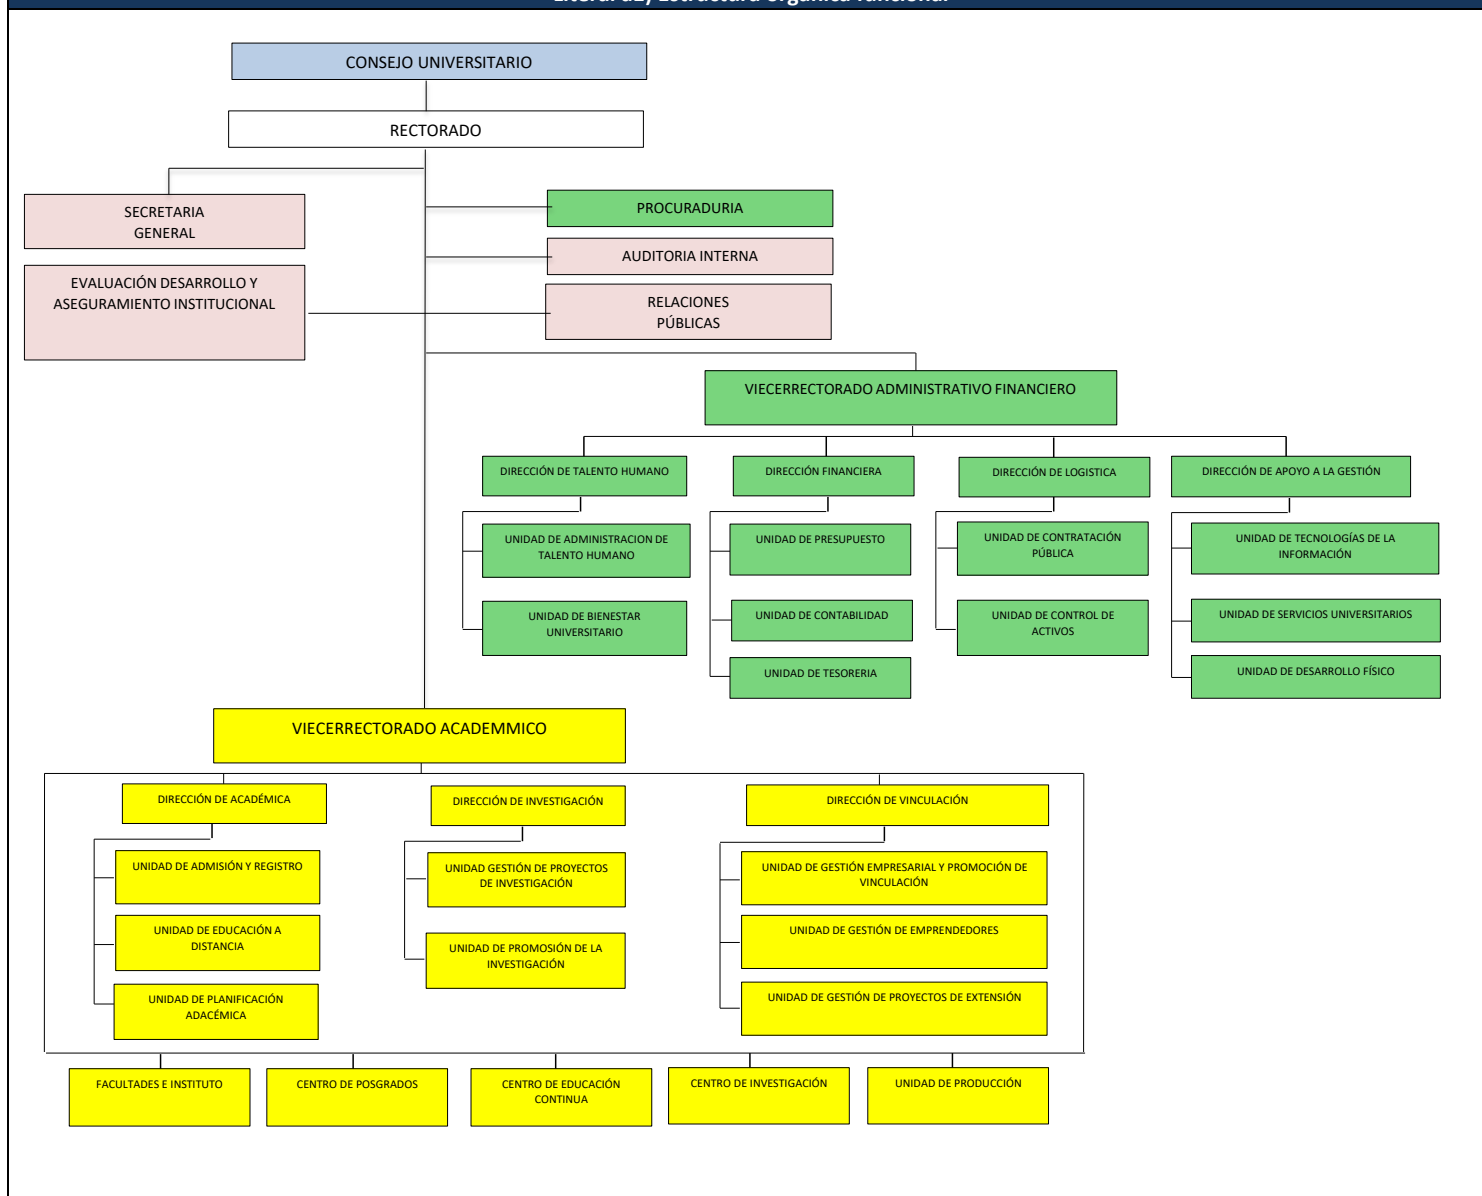 CONSEJO UNIVERSITARIO
RECTORADO
SECRETARIA
GENERAL
PROCURADURIA
AUDITORIA INTERNA
EVALUACIÓN DESARROLLO Y
ASEGURAMIENTO INSTITUCIONAL
RELACIONES
PÚBLICAS
VIECERRECTORADO ADMINISTRATIVO FINANCIERO
DIRECCIÓN DE TALENTO HUMANO
UNIDAD DE ADMINISTRACION DE
TALENTO HUMANO
UNIDAD DE BIENESTAR
UNIVERSITARIO
DIRECCIÓN FINANCIERA
UNIDAD DE PRESUPUESTO
UNIDAD DE CONTABILIDAD
UNIDAD DE TESORERIA
DIRECCIÓN DE LOGISTICA
UNIDAD DE CONTRATACIÓN
PÚBLICA
UNIDAD DE CONTROL DE
ACTIVOS
DIRECCIÓN DE APOYO A LA GESTIÓN
UNIDAD DE TECNOLOGÍAS DE LA
INFORMACIÓN
UNIDAD DE SERVICIOS UNIVERSITARIOS
UNIDAD DE DESARROLLO FÍSICO
VIECERRECTORADO ACADEMMICO
DIRECCIÓN DE ACADÉMICA
UNIDAD DE ADMISIÓN Y REGISTRO
UNIDAD DE EDUCACIÓN A
DISTANCIA
UNIDAD DE PLANIFICACIÓN
ADACÉMICA
DIRECCIÓN DE INVESTIGACIÓN
UNIDAD GESTIÓN DE PROYECTOS
DE INVESTIGACIÓN
UNIDAD DE PROMOSIÓN DE LA
INVESTIGACIÓN
DIRECCIÓN DE VINCULACIÓN
UNIDAD DE GESTIÓN EMPRESARIAL Y PROMOCIÓN DE
VINCULACIÓN
UNIDAD DE GESTIÓN DE EMPRENDEDORES
UNIDAD DE GESTIÓN DE PROYECTOS DE EXTENSIÓN
FACULTADES E INSTITUTO
CENTRO DE POSGRADOS
CENTRO DE EDUCACIÓN
CONTINUA
CENTRO DE INVESTIGACIÓN
UNIDAD DE PRODUCCIÓN